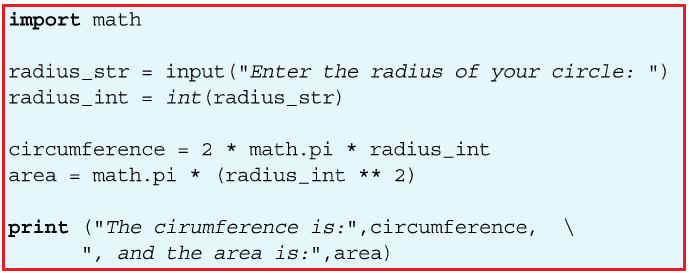 import math
radius_str = input("Enter the radius of your circle: ")
radius_int = int(radius_str)
circumference = 2 * math.pi * radius_int
area = math.pi * (radius_int ** 2)
print ("The cirumference is:",circumference, \
", and the area is:",area)